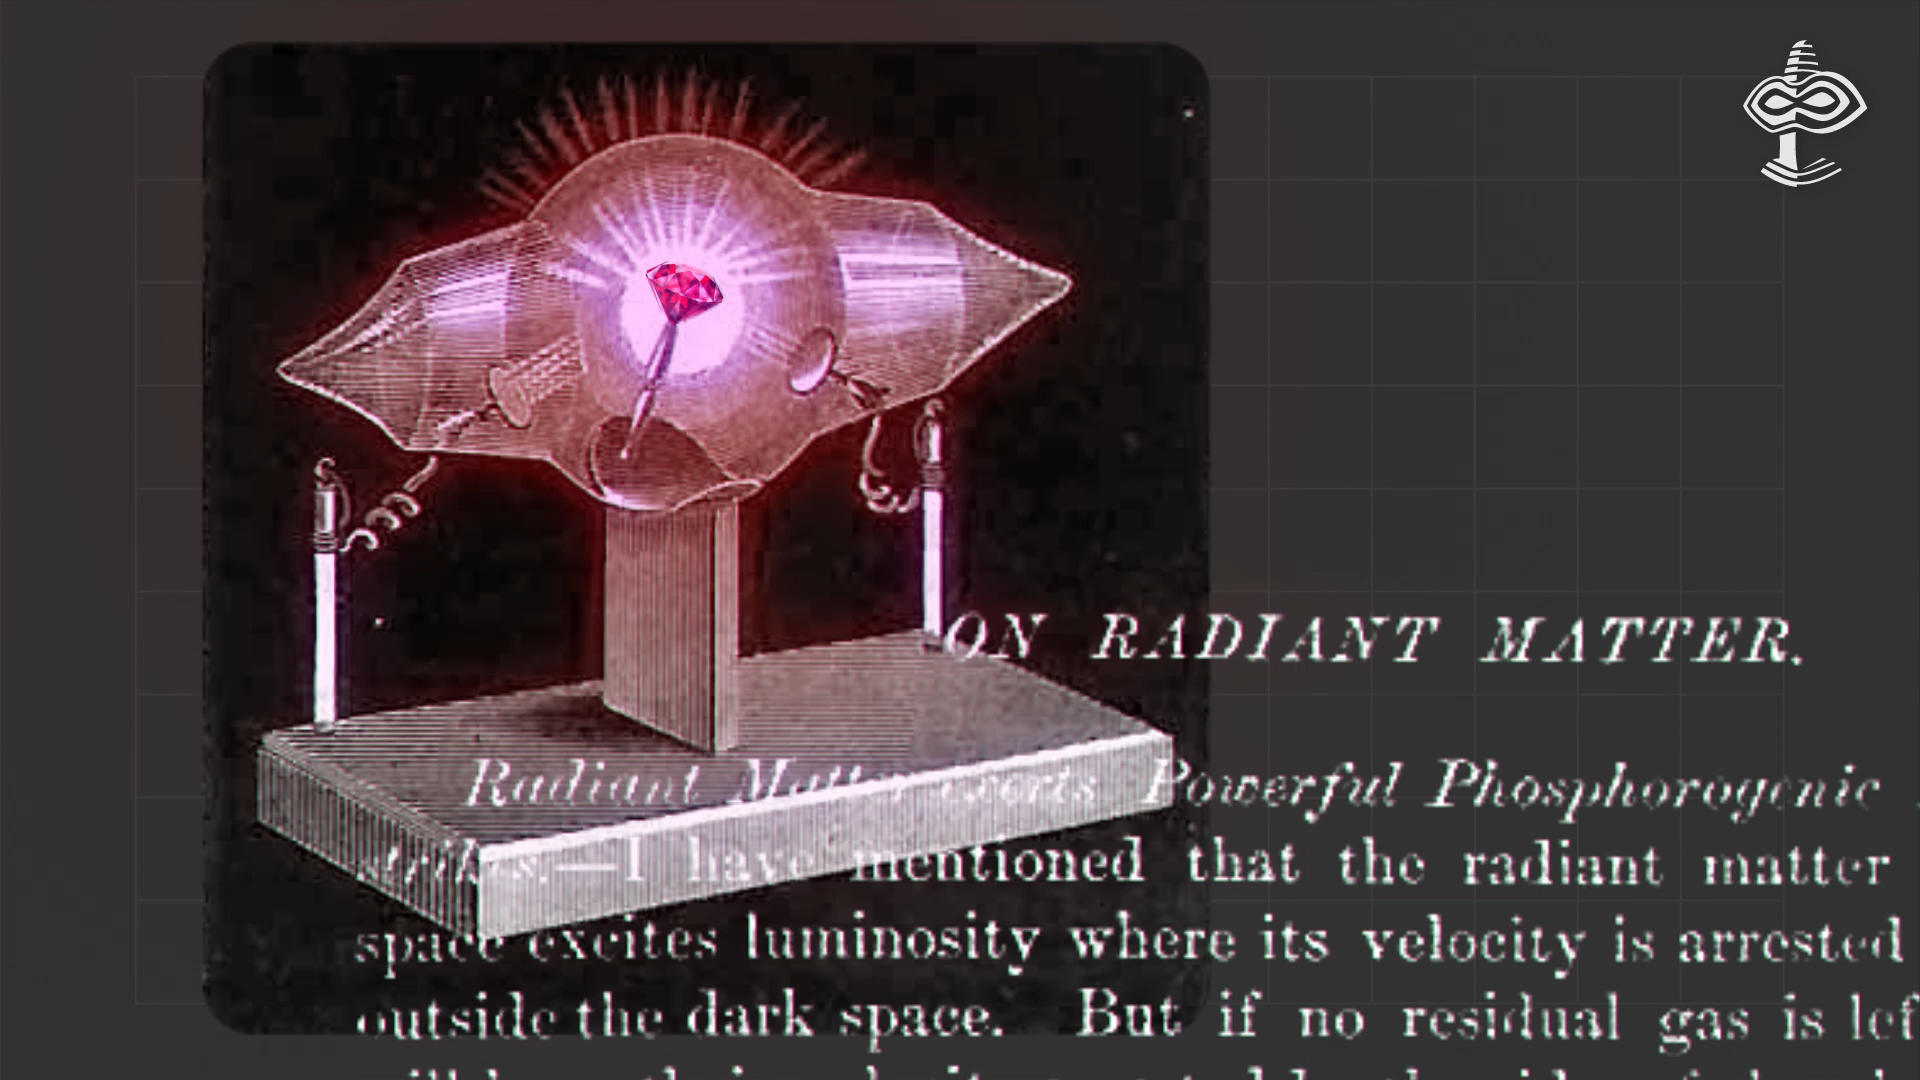 ON RADIANT MATTER.
Radiant Matter exerts Powerful Phosphorogenic
strikes.—I have mentioned that the radiant matter
space excites luminosity where its velocity is arrested
outside the dark space. But if no residual gas is lef